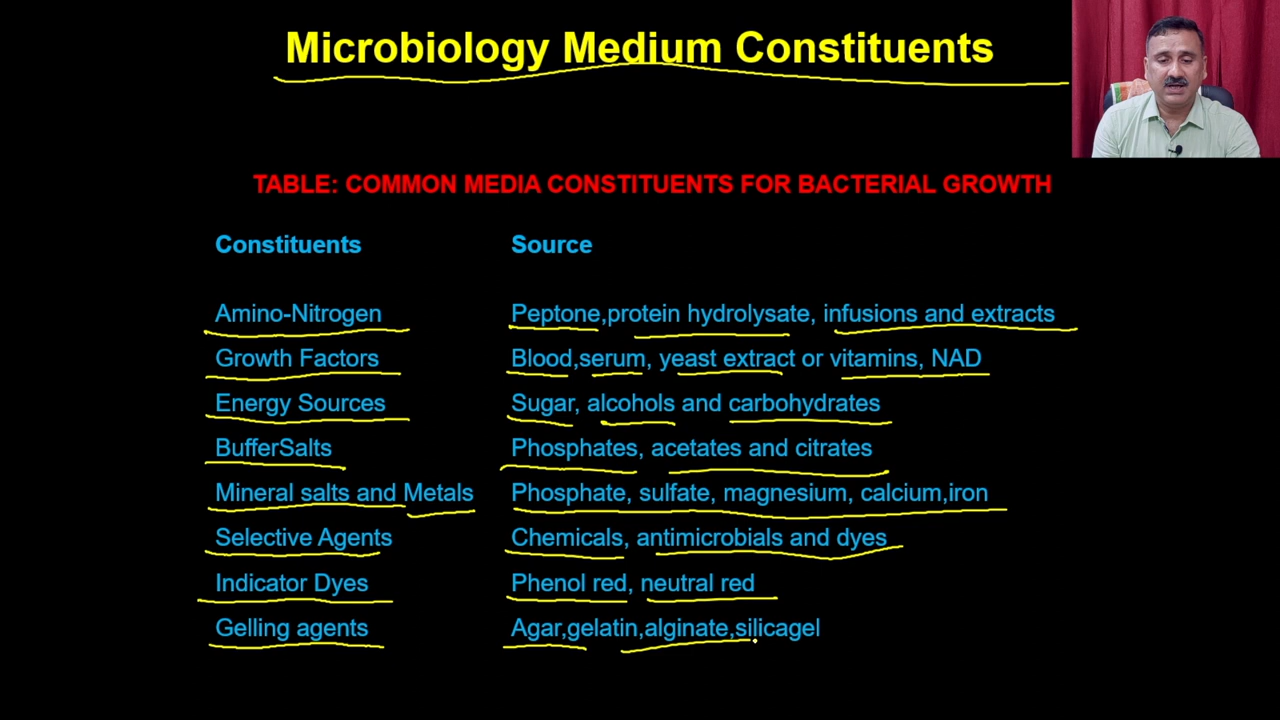 Microbiology Medium Constituents
TABLE: COMMON MEDIA CONSTITUENTS FOR BACTERIAL GROWTH
Constituents Source
Amino-Nitrogen Peptone,protein hydrolysate, infusions and extracts
Growth Factors Blood,serum, yeast extract or vitamins, NAD
Energy Sources Sugar, alcohols and carbohydrates
BufferSalts Phosphates, acetates and citrates
Mineral salts and Metals Phosphate, sulfate, magnesium, calcium,iron
Selective Agents Chemicals, antimicrobials and dyes
Indicator Dyes Phenol red, neutral red
Gelling agents Agar,gelatin,alginate,silicagel